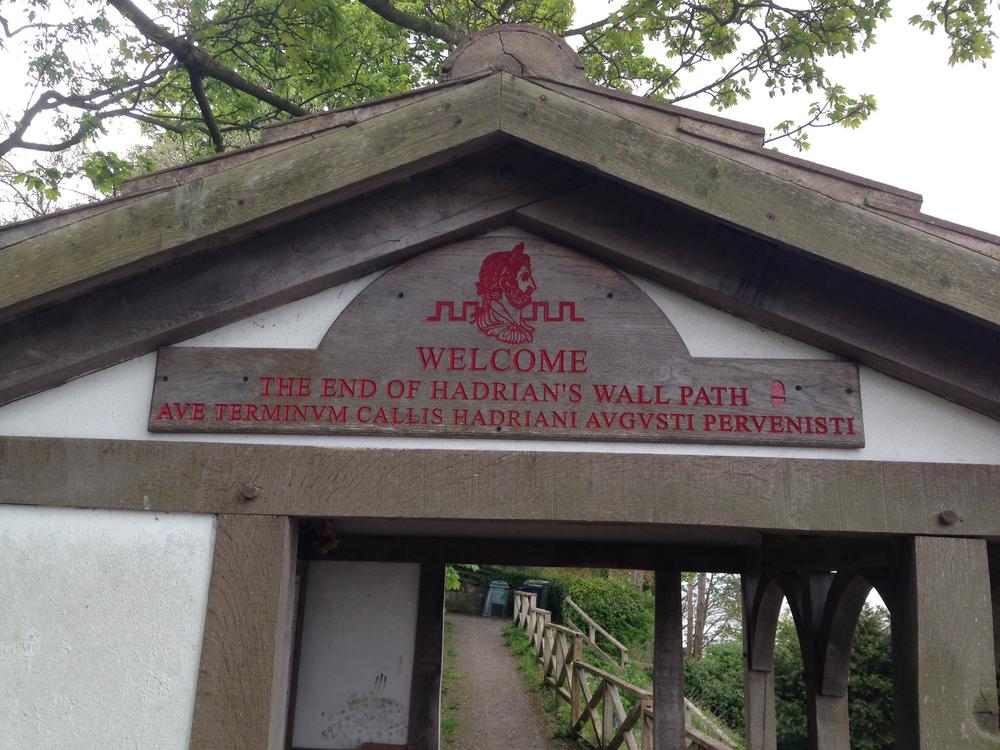 WELCOME
THE END OF HADRIAN'S WALL PATH
AVE TERMINVM CALLIS HADRIANI AVGVSTI PERVENISTI